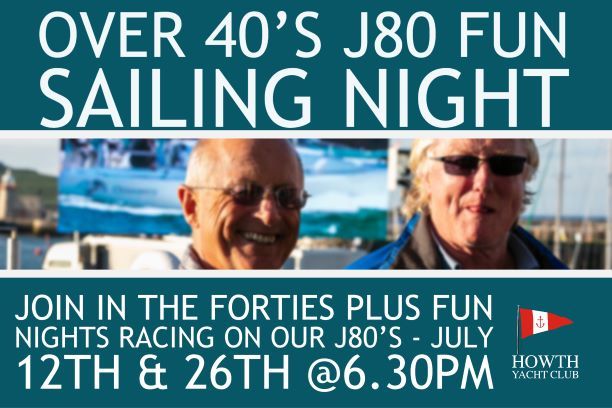 OVER 40'S J80 FUN
SAILING NIGHT
JOIN IN THE FORTIES PLUS FUN
NIGHTS RACING ON OUR J80'S - JULY
12TH & 26TH @6.30PM
HOWTH
YACHT CLUB